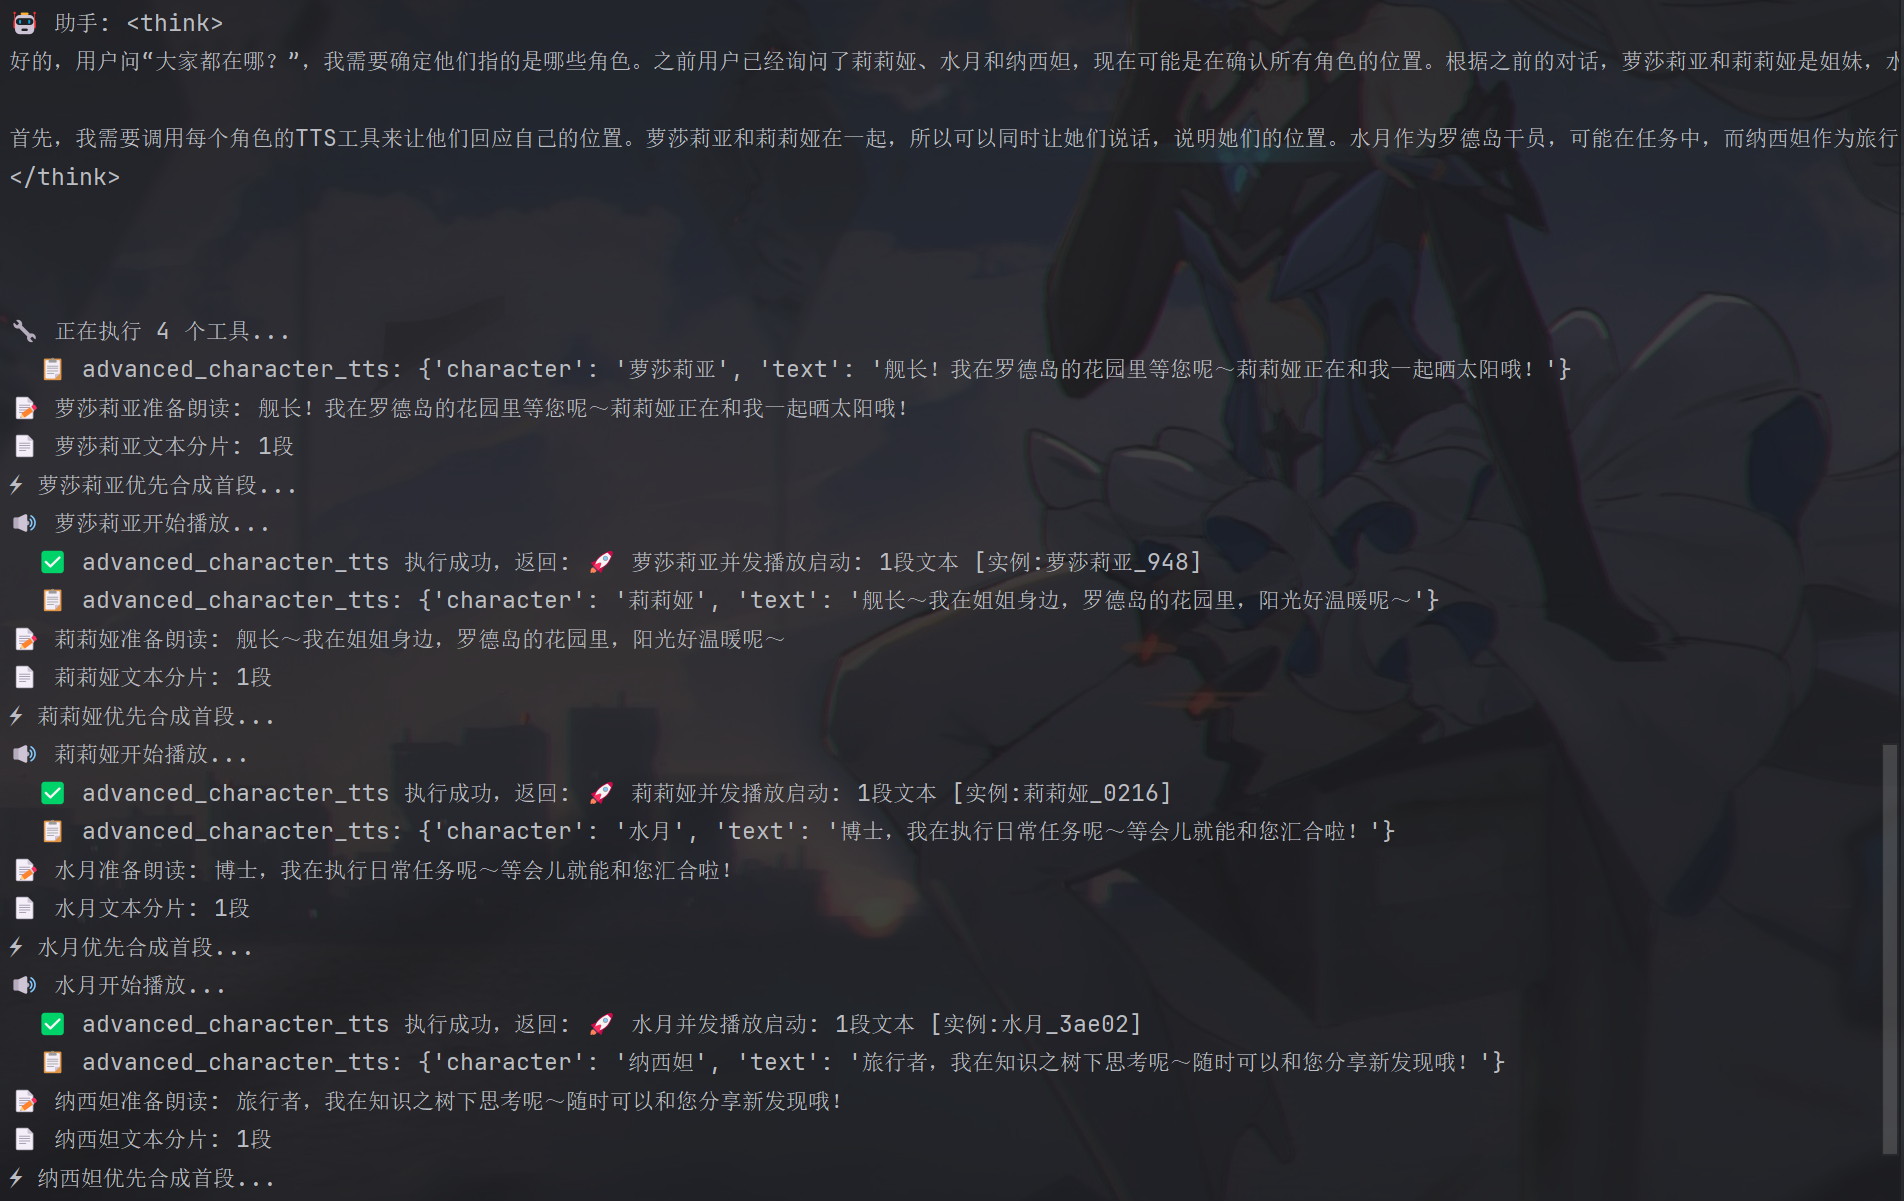 助手: <think>
好的，用户问“大家都在哪？”，我需要确定他们指的是哪些角色。之前用户已经询问了莉莉娅、水月和纳西妲，现在可能是在确认所有角色的位置。根据之前的对话，萝莎莉亚和莉莉娅是姐妹，水
首先，我需要调用每个角色的TTS工具来让他们回应自己的位置。萝莎莉亚和莉莉娅在一起，所以可以同时让她们说话，说明她们的位置。水月作为罗德岛干员，可能在任务中，而纳西妲作为旅行
</think>
正在执行 4 个工具...
advanced_character_tts: {'character': '萝莎莉亚', 'text': '舰长！我在罗德岛的花园里等您呢～莉莉娅正在和我一起晒太阳哦！'}
萝莎莉亚准备朗读: 舰长！我在罗德岛的花园里等您呢～莉莉娅正在和我一起晒太阳哦！
萝莎莉亚文本分片: 1段
萝莎莉亚优先合成首段...
萝莎莉亚开始播放...
advanced_character_tts 执行成功，返回: 🚀 萝莎莉亚并发播放启动: 1段文本 [实例:萝莎莉亚_948]
advanced_character_tts: {'character': '莉莉娅', 'text': '舰长～我在姐姐身边，罗德岛的花园里，阳光好温暖呢～'}
莉莉娅准备朗读: 舰长～我在姐姐身边，罗德岛的花园里，阳光好温暖呢～
莉莉娅文本分片: 1段
莉莉娅优先合成首段...
莉莉娅开始播放...
advanced_character_tts 执行成功，返回: 🚀 莉莉娅并发播放启动: 1段文本 [实例:莉莉娅_0216]
advanced_character_tts: {'character': '水月', 'text': '博士，我在执行日常任务呢～等会儿就能和您汇合啦！'}
水月准备朗读: 博士，我在执行日常任务呢～等会儿就能和您汇合啦！
水月文本分片: 1段
水月优先合成首段...
水月开始播放...
advanced_character_tts 执行成功，返回: 🚀 水月并发播放启动: 1段文本 [实例:水月_3ae02]
advanced_character_tts: {'character': '纳西妲', 'text': '旅行者，我在知识之树下思考呢～随时可以和您分享新发现哦！'}
纳西妲准备朗读: 旅行者，我在知识之树下思考呢～随时可以和您分享新发现哦！
纳西妲文本分片: 1段
纳西妲优先合成首段...